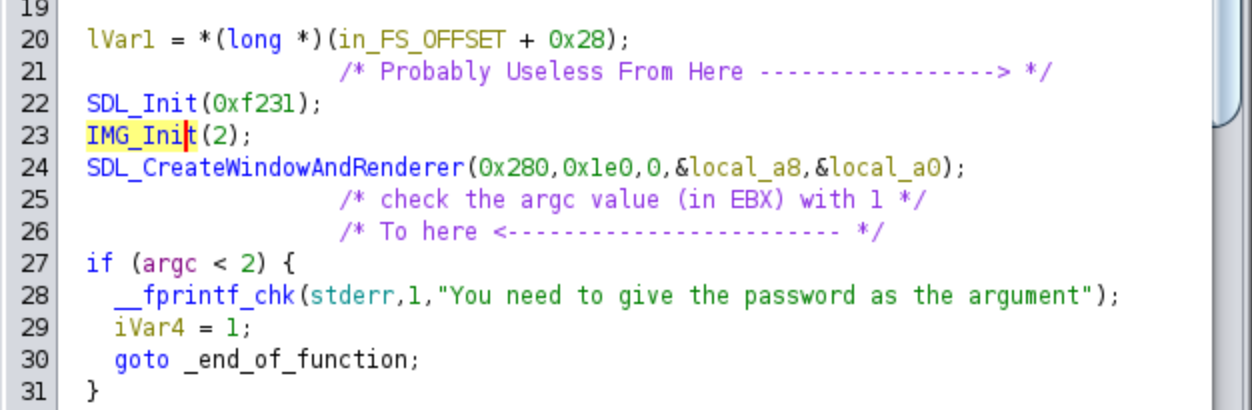 19
20 lVar1 = *(long *)(in_FS_OFFSET + 0x28);
21 /* Probably Useless From Here -----------------> */
22 SDL_Init(0xf231);
23 IMG_Init(2);
24 SDL_CreateWindowAndRenderer(0x280,0x1e0,0,&local_a8,&local_a0);
25 /* check the argc value (in EBX) with 1 */
26 /* To here <------------------------ */
27 if (argc < 2) {
28 __fprintf_chk(stderr,1,"You need to give the password as the argument");
29 iVar4 = 1;
30 goto _end_of_function;
31 }